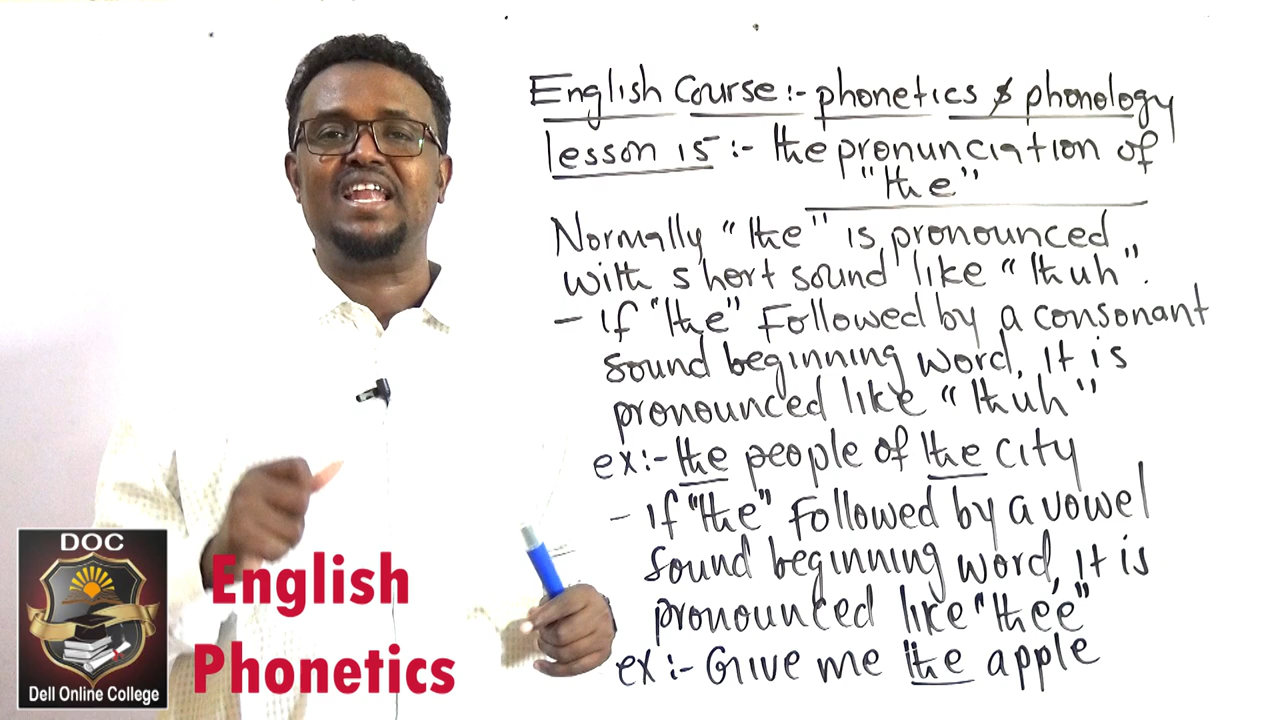 English Course:- phonetics & phonology
lesson 15:- the pronunciation of
"the"
Normally "the" is pronounced
with short sound like "thuh".
- If "the" Followed by a consonant
sound beginning word, it is
pronounced like "thuh"
ex:- the people of the city
- If "the" Followed by a vowel
sound beginning word, it is
pronounced like "thee"
ex:- Give me the apple
DOC
Dell Online College
English
Phonetics